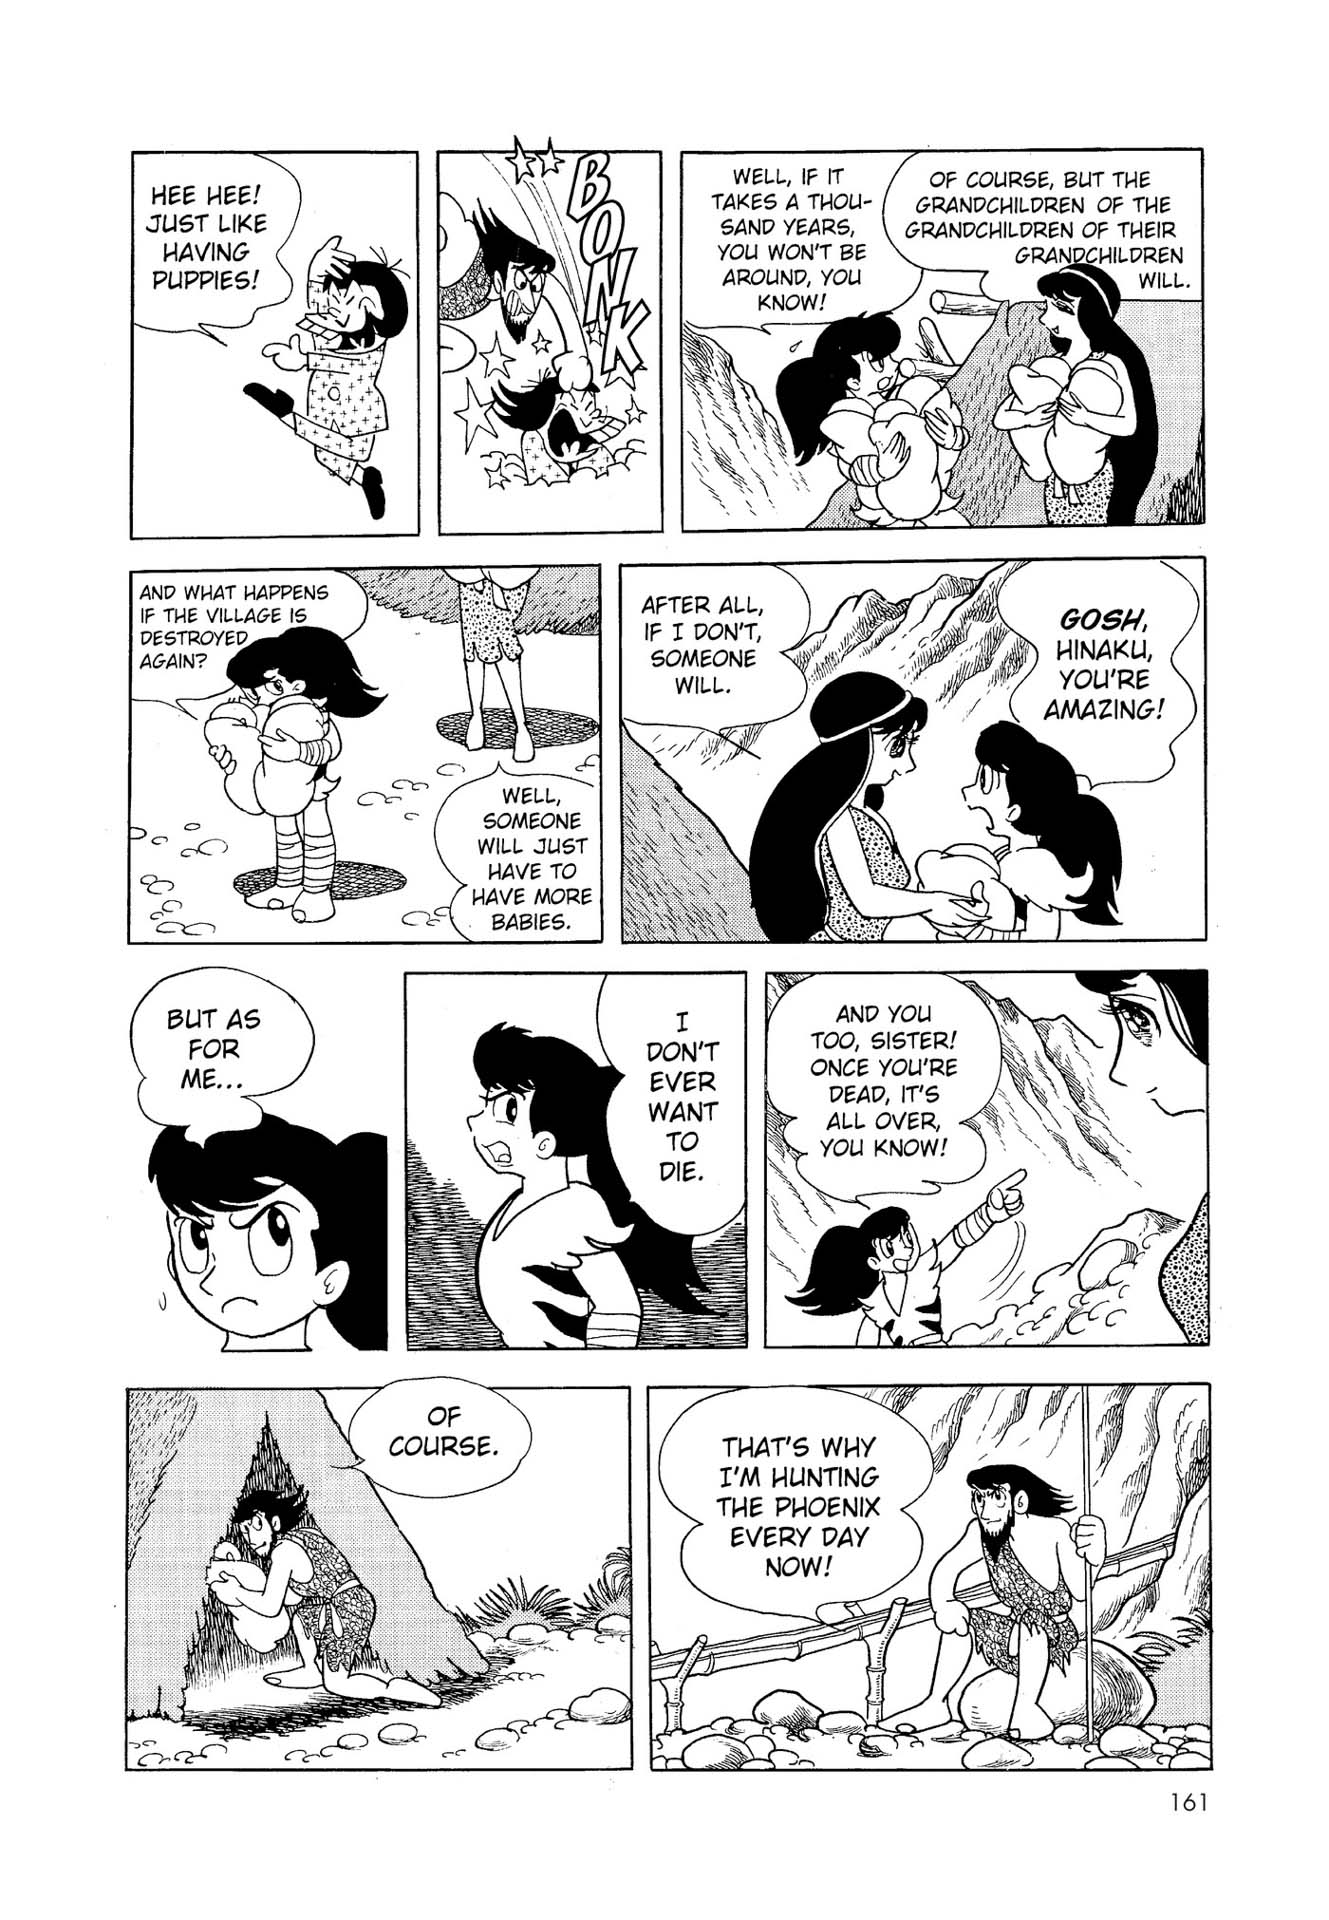 HEE HEE!
JUST LIKE
HAVING
PUPPIES!
BONK
WELL, IF IT
TAKES A THOU-
SAND YEARS,
YOU WON'T BE
AROUND, YOU
KNOW!
OF COURSE, BUT THE
GRANDCHILDREN OF THE
GRANDCHILDREN OF THEIR
GRANDCHILDREN
WILL.
AND WHAT HAPPENS
IF THE VILLAGE IS
DESTROYED
AGAIN?
WELL,
SOMEONE
WILL JUST
HAVE TO
HAVE MORE
BABIES.
AFTER ALL,
IF I DON'T,
SOMEONE
WILL.
GOSH,
HINAKU,
YOU'RE
AMAZING!
BUT AS
FOR
ME...
I
DON'T
EVER
WANT
TO
DIE.
AND YOU
TOO, SISTER!
ONCE YOU'RE
DEAD, IT'S
ALL OVER,
YOU KNOW!
OF
COURSE.
THAT'S WHY
I'M HUNTING
THE PHOENIX
EVERY DAY
NOW!
161